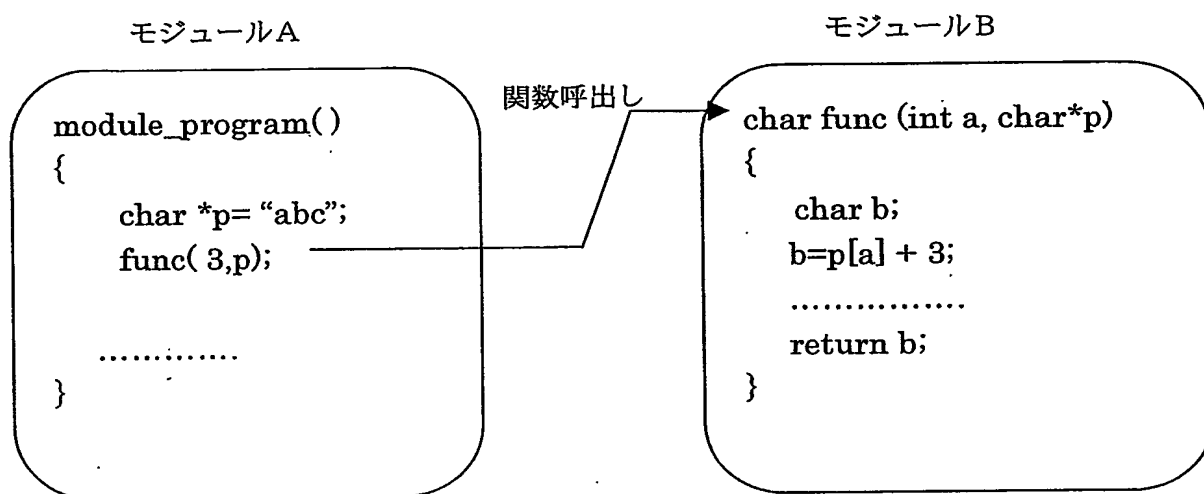 モジュールA
module_program()
{
char *p= “abc”;
func( 3,p);
.............
}
関数呼出し
モジュールB
char func (int a, char*p)
{
char b;
b=p[a] + 3;
................
return b;
}